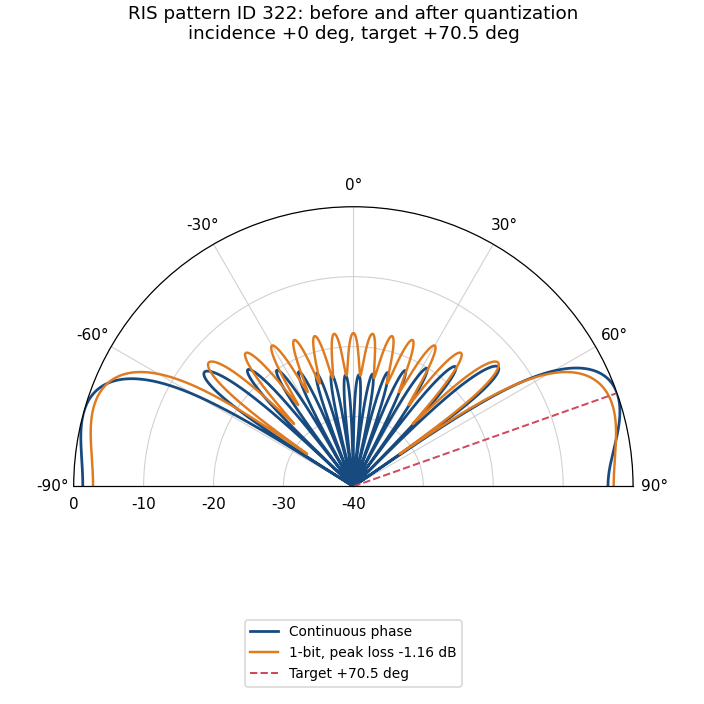 RIS pattern ID 322: before and after quantization
incidence +0 deg, target +70.5 deg
0°
-30°
30°
-60°
60°
-90°
90°
0
-10
-20
-30
-40
Continuous phase
1-bit, peak loss -1.16 dB
Target +70.5 deg